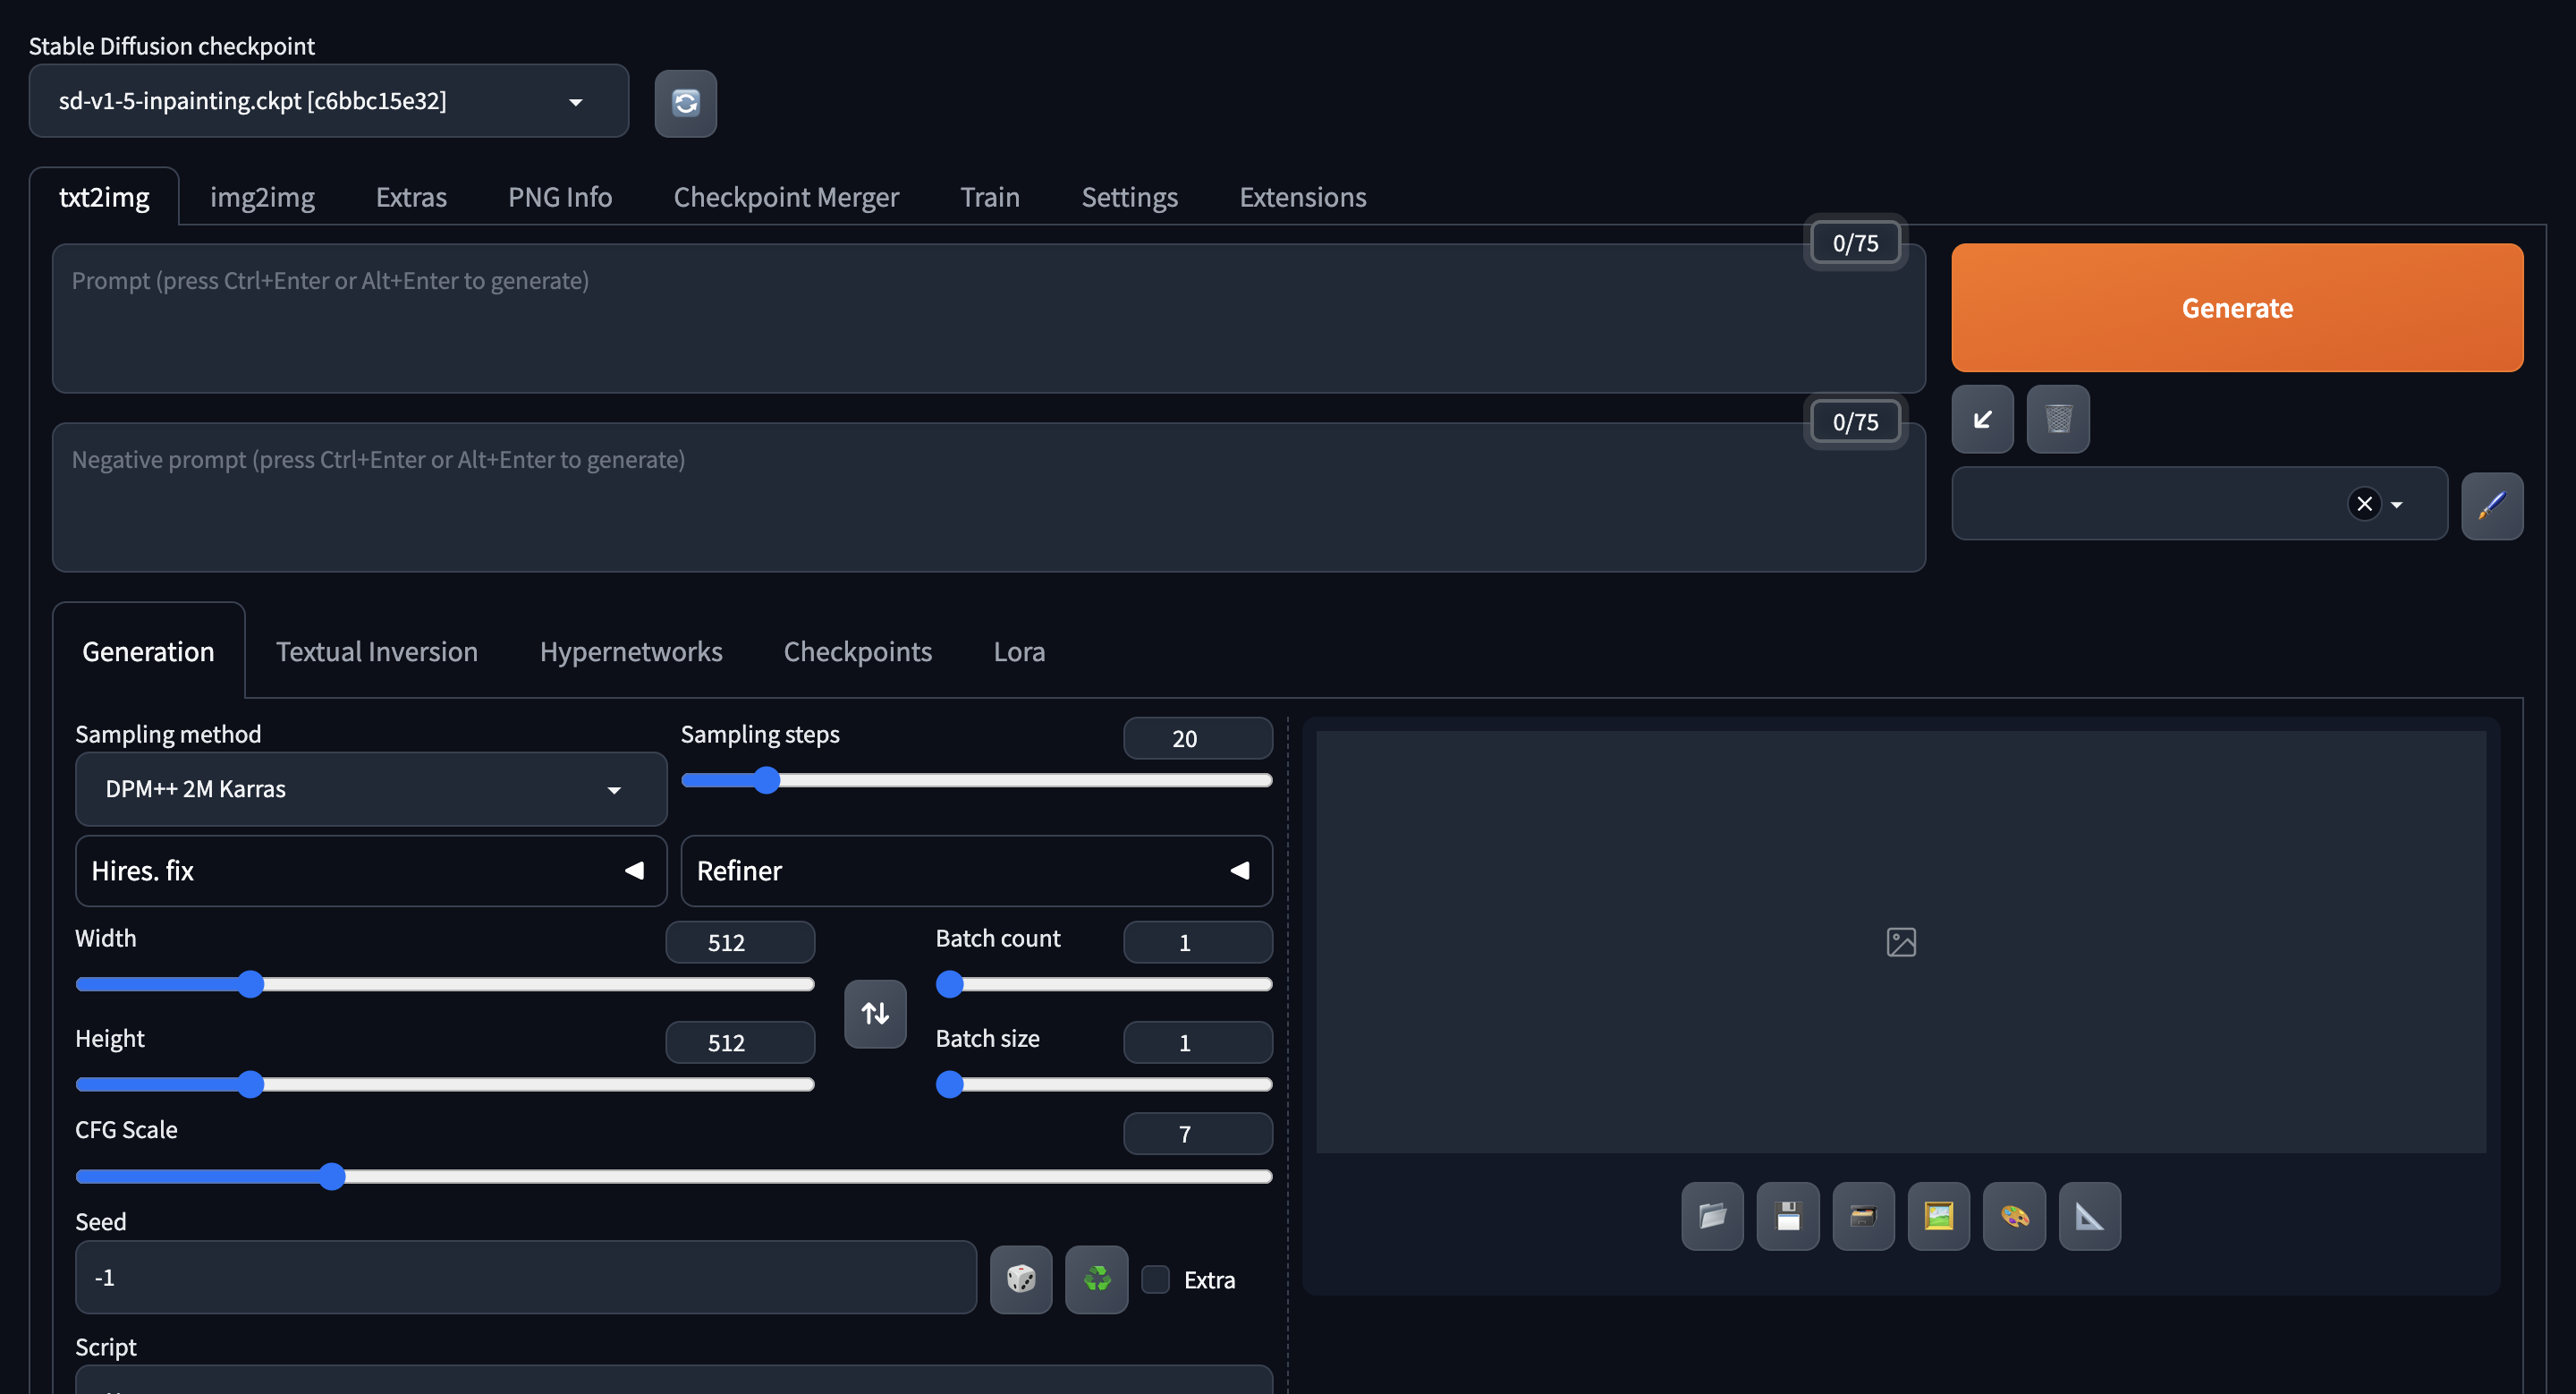 Stable Diffusion checkpoint
sd-v1-5-inpainting.ckpt [c6bbc15e32]
txt2img img2img Extras PNG Info Checkpoint Merger Train Settings Extensions
0/75
Prompt (press Ctrl+Enter or Alt+Enter to generate)
Generate
0/75
Negative prompt (press Ctrl+Enter or Alt+Enter to generate)
Generation Textual Inversion Hypernetworks Checkpoints Lora
Sampling method
DPM++ 2M Karras
Sampling steps 20
Hires. fix
Refiner
Width 512
Batch count 1
Height 512
Batch size 1
CFG Scale 7
Seed
-1
Extra
Script